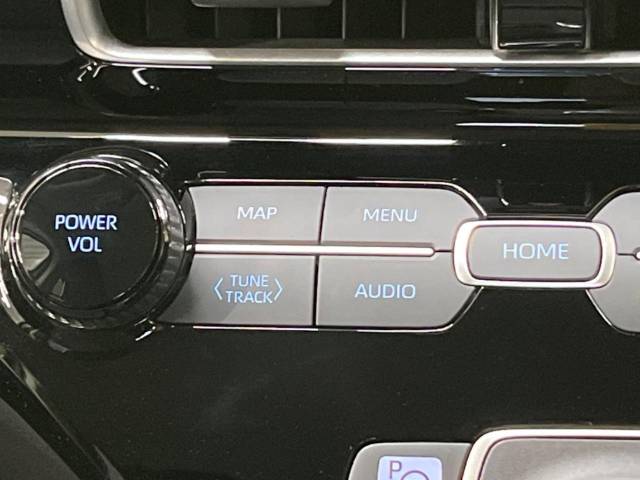 POWER
VOL
MAP
MENU
HOME
〈TUNE
TRACK〉
AUDIO
P